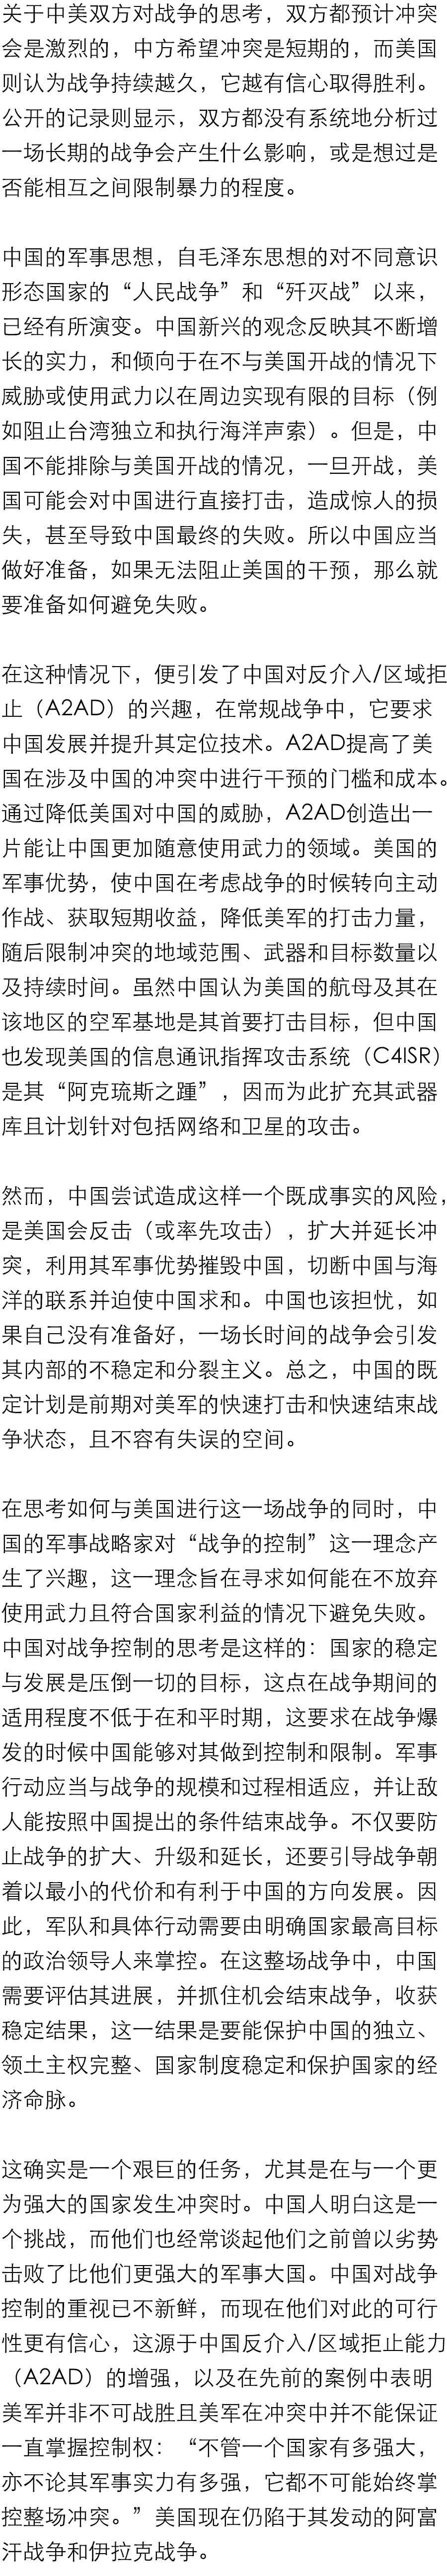 关于中美双方对战争的思考，双方都预计冲突
会是激烈的，中方希望冲突是短期的，而美国
则认为战争持续越久，它越有信心取得胜利。
公开的记录则显示，双方都没有系统地分析过
一场长期的战争会产生什么影响，或是想过是
否能相互之间限制暴力的程度。
中国的军事思想，自毛泽东思想的对不同意识
形态国家的“人民战争”和“歼灭战”以来，
已经有所演变。中国新兴的观念反映其不断增
长的实力，和倾向于在不与美国开战的情况下
威胁或使用武力以在周边实现有限的目标（例
如阻止台湾独立和执行海洋声索）。但是，中
国不能排除与美国开战的情况，一旦开战，美
国可能会对中国进行直接打击，造成惊人的损
失，甚至导致中国最终的失败。所以中国应当
做好准备，如果无法阻止美国的干预，那么就
要准备如何避免失败。
在这种情况下，便引发了中国对反介入/区域拒
止（A2AD）的兴趣，在常规战争中，它要求
中国发展并提升其定位技术。A2AD提高了美
国在涉及中国的冲突中进行干预的门槛和成本。
通过降低美国对中国的威胁，A2AD创造出一
片能让中国更加随意使用武力的领域。美国的
军事优势，使中国在考虑战争的时候转向主动
作战、获取短期收益，降低美军的打击力量，
随后限制冲突的地域范围、武器和目标数量以
及持续时间。虽然中国认为美国的航母及其在
该地区的空军基地是其首要打击目标，但中国
也发现美国的信息通讯指挥攻击系统（C4ISR）
是其“阿克琉斯之踵”，因而为此扩充其武器
库且计划针对包括网络和卫星的攻击。
然而，中国尝试造成这样一个既成事实的风险，
是美国会反击（或率先攻击），扩大并延长冲
突，利用其军事优势摧毁中国，切断中国与海
洋的联系并迫使中国求和。中国也该担忧，如
果自己没有准备好，一场长时间的战争会引发
其内部的不稳定和分裂主义。总之，中国的既
定计划是前期对美军的快速打击和快速结束战
争状态，且不容有失误的空间。
在思考如何与美国进行这一场战争的同时，中
国的军事战略家对“战争的控制”这一理念产
生了兴趣，这一理念旨在寻求如何能在不放弃
使用武力且符合国家利益的情况下避免失败。
中国对战争控制的思考是这样的：国家的稳定
与发展是压倒一切的目标，这点在战争期间的
适用程度不低于在和平时期，这要求在战争爆
发的时候中国能够对其做到控制和限制。军事
行动应当与战争的规模和过程相适应，并让敌
人能按照中国提出的条件结束战争。不仅要防
止战争的扩大、升级和延长，还要引导战争朝
着以最小的代价和有利于中国的方向发展。因
此，军队和具体行动需要由明确国家最高目标
的政治领导人来掌控。在这整场战争中，中国
需要评估其进展，并抓住机会结束战争，收获
稳定结果，这一结果是要能保护中国的独立、
领土主权完整、国家制度稳定和保护国家的经
济命脉。
这确实是一个艰巨的任务，尤其是在与一个更
为强大的国家发生冲突时。中国人明白这是一
个挑战，而他们也经常谈起他们之前曾以劣势
击败了比他们更强大的军事大国。中国对战争
控制的重视已不新鲜，而现在他们对此的可行
性更有信心，这源于中国反介入/区域拒止能力
（A2AD）的增强，以及在先前的案例中表明
美军并非不可战胜且美军在冲突中并不能保证
一直掌握控制权：“不管一个国家有多强大，
亦不论其军事实力有多强，它都不可能始终掌
控整场冲突。”美国现在仍陷于其发动的阿富
汗战争和伊拉克战争。